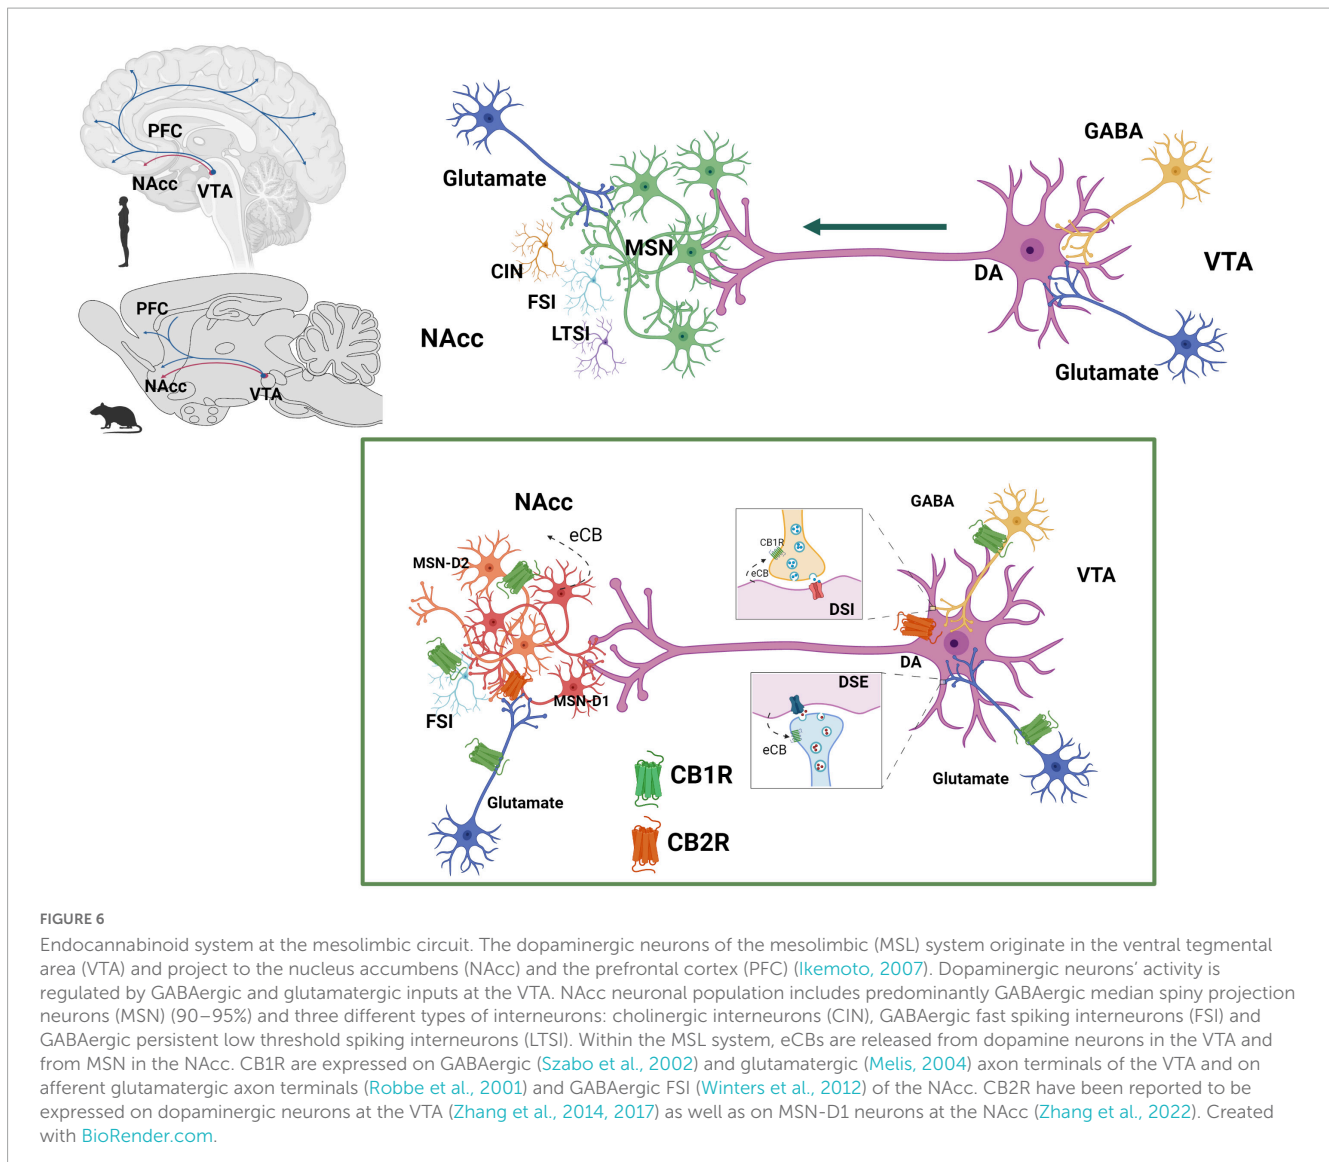 PFC
NAcc
VTA
PFC
NAcc
VTA
Glutamate
CIN
FSI
LTSI
MSN
NAcc
GABA
DA
VTA
Glutamate
NAcc
eCB
MSN-D2
MSN-D1
FSI
Glutamate
CB1R
CB2R
CB1R
eCB
DSI
DSE
eCB
GABA
VTA
DA
Glutamate
FIGURE 6
Endocannabinoid system at the mesolimbic circuit. The dopaminergic neurons of the mesolimbic (MSL) system originate in the ventral tegmental
area (VTA) and project to the nucleus accumbens (NAcc) and the prefrontal cortex (PFC) (Ikemoto, 2007). Dopaminergic neurons’ activity is
regulated by GABAergic and glutamatergic inputs at the VTA. NAcc neuronal population includes predominantly GABAergic median spiny projection
neurons (MSN) (90–95%) and three different types of interneurons: cholinergic interneurons (CIN), GABAergic fast spiking interneurons (FSI) and
GABAergic persistent low threshold spiking interneurons (LTSI). Within the MSL system, eCBs are released from dopamine neurons in the VTA and
from MSN in the NAcc. CB1R are expressed on GABAergic (Szabo et al., 2002) and glutamatergic (Melis, 2004) axon terminals of the VTA and on
afferent glutamatergic axon terminals (Robbe et al., 2001) and GABAergic FSI (Winters et al., 2012) of the NAcc. CB2R have been reported to be
expressed on dopaminergic neurons at the VTA (Zhang et al., 2014, 2017) as well as on MSN-D1 neurons at the NAcc (Zhang et al., 2022). Created
with BioRender.com.